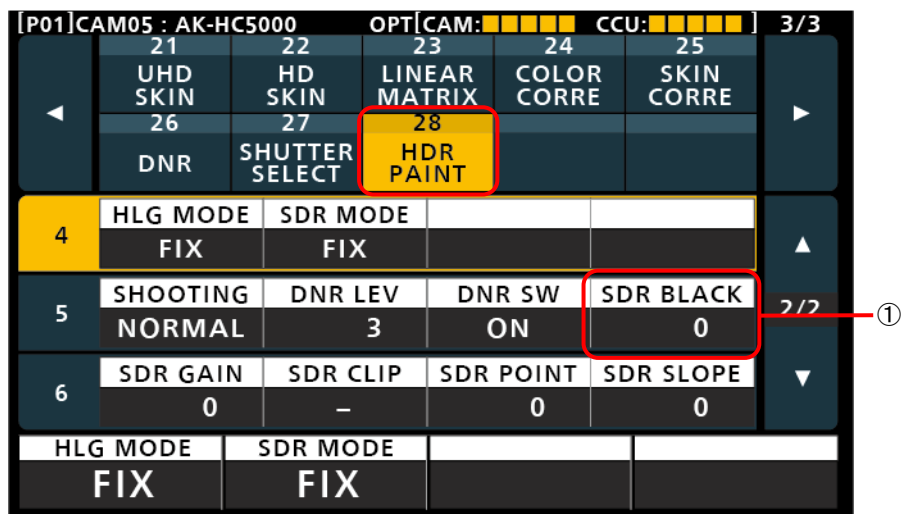 [P01]CAM05 : AK-HC5000 OPT[CAM: CCU: ] 3/3
21 22 23 24 25
UHD SKIN HD SKIN LINEAR MATRIX COLOR CORRE SKIN CORRE
26 27 28
DNR SHUTTER SELECT HDR PAINT
4 HLG MODE SDR MODE
FIX FIX
5 SHOOTING DNR LEV DNR SW SDR BLACK 2/2 ①
NORMAL 3 ON 0
6 SDR GAIN SDR CLIP SDR POINT SDR SLOPE
0 – 0 0
HLG MODE SDR MODE
FIX FIX